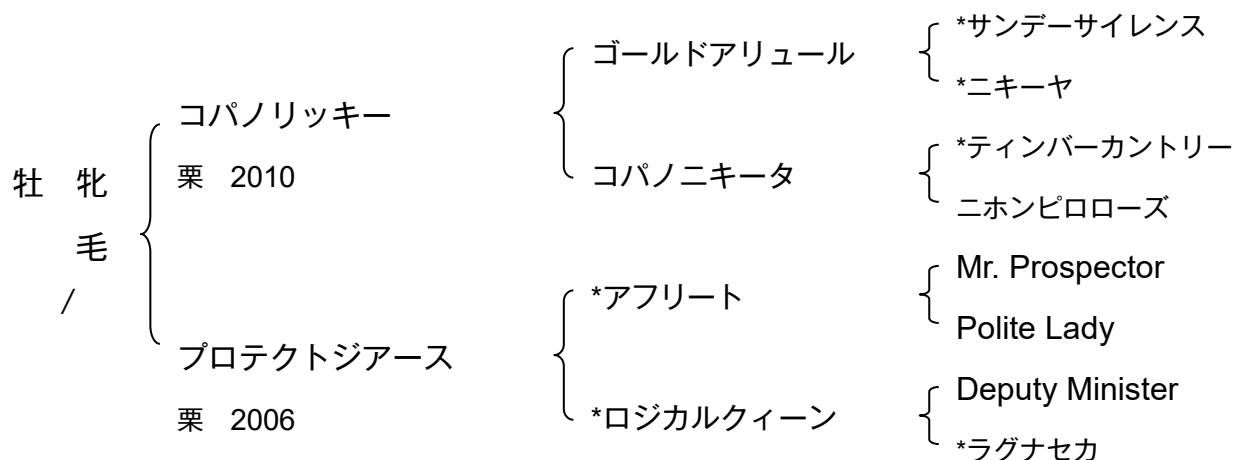 牡 牝
毛
/
コパノリッキー
栗 2010
プロテクトジアース
栗 2006
ゴールドアリュール
コパノニキータ
*アフリート
*ロジカルクィーン
*サンデーサイレンス
*ニキーヤ
*ティンバーカントリー
ニホンピロローズ
Mr. Prospector
Polite Lady
Deputy Minister
*ラグナセカ